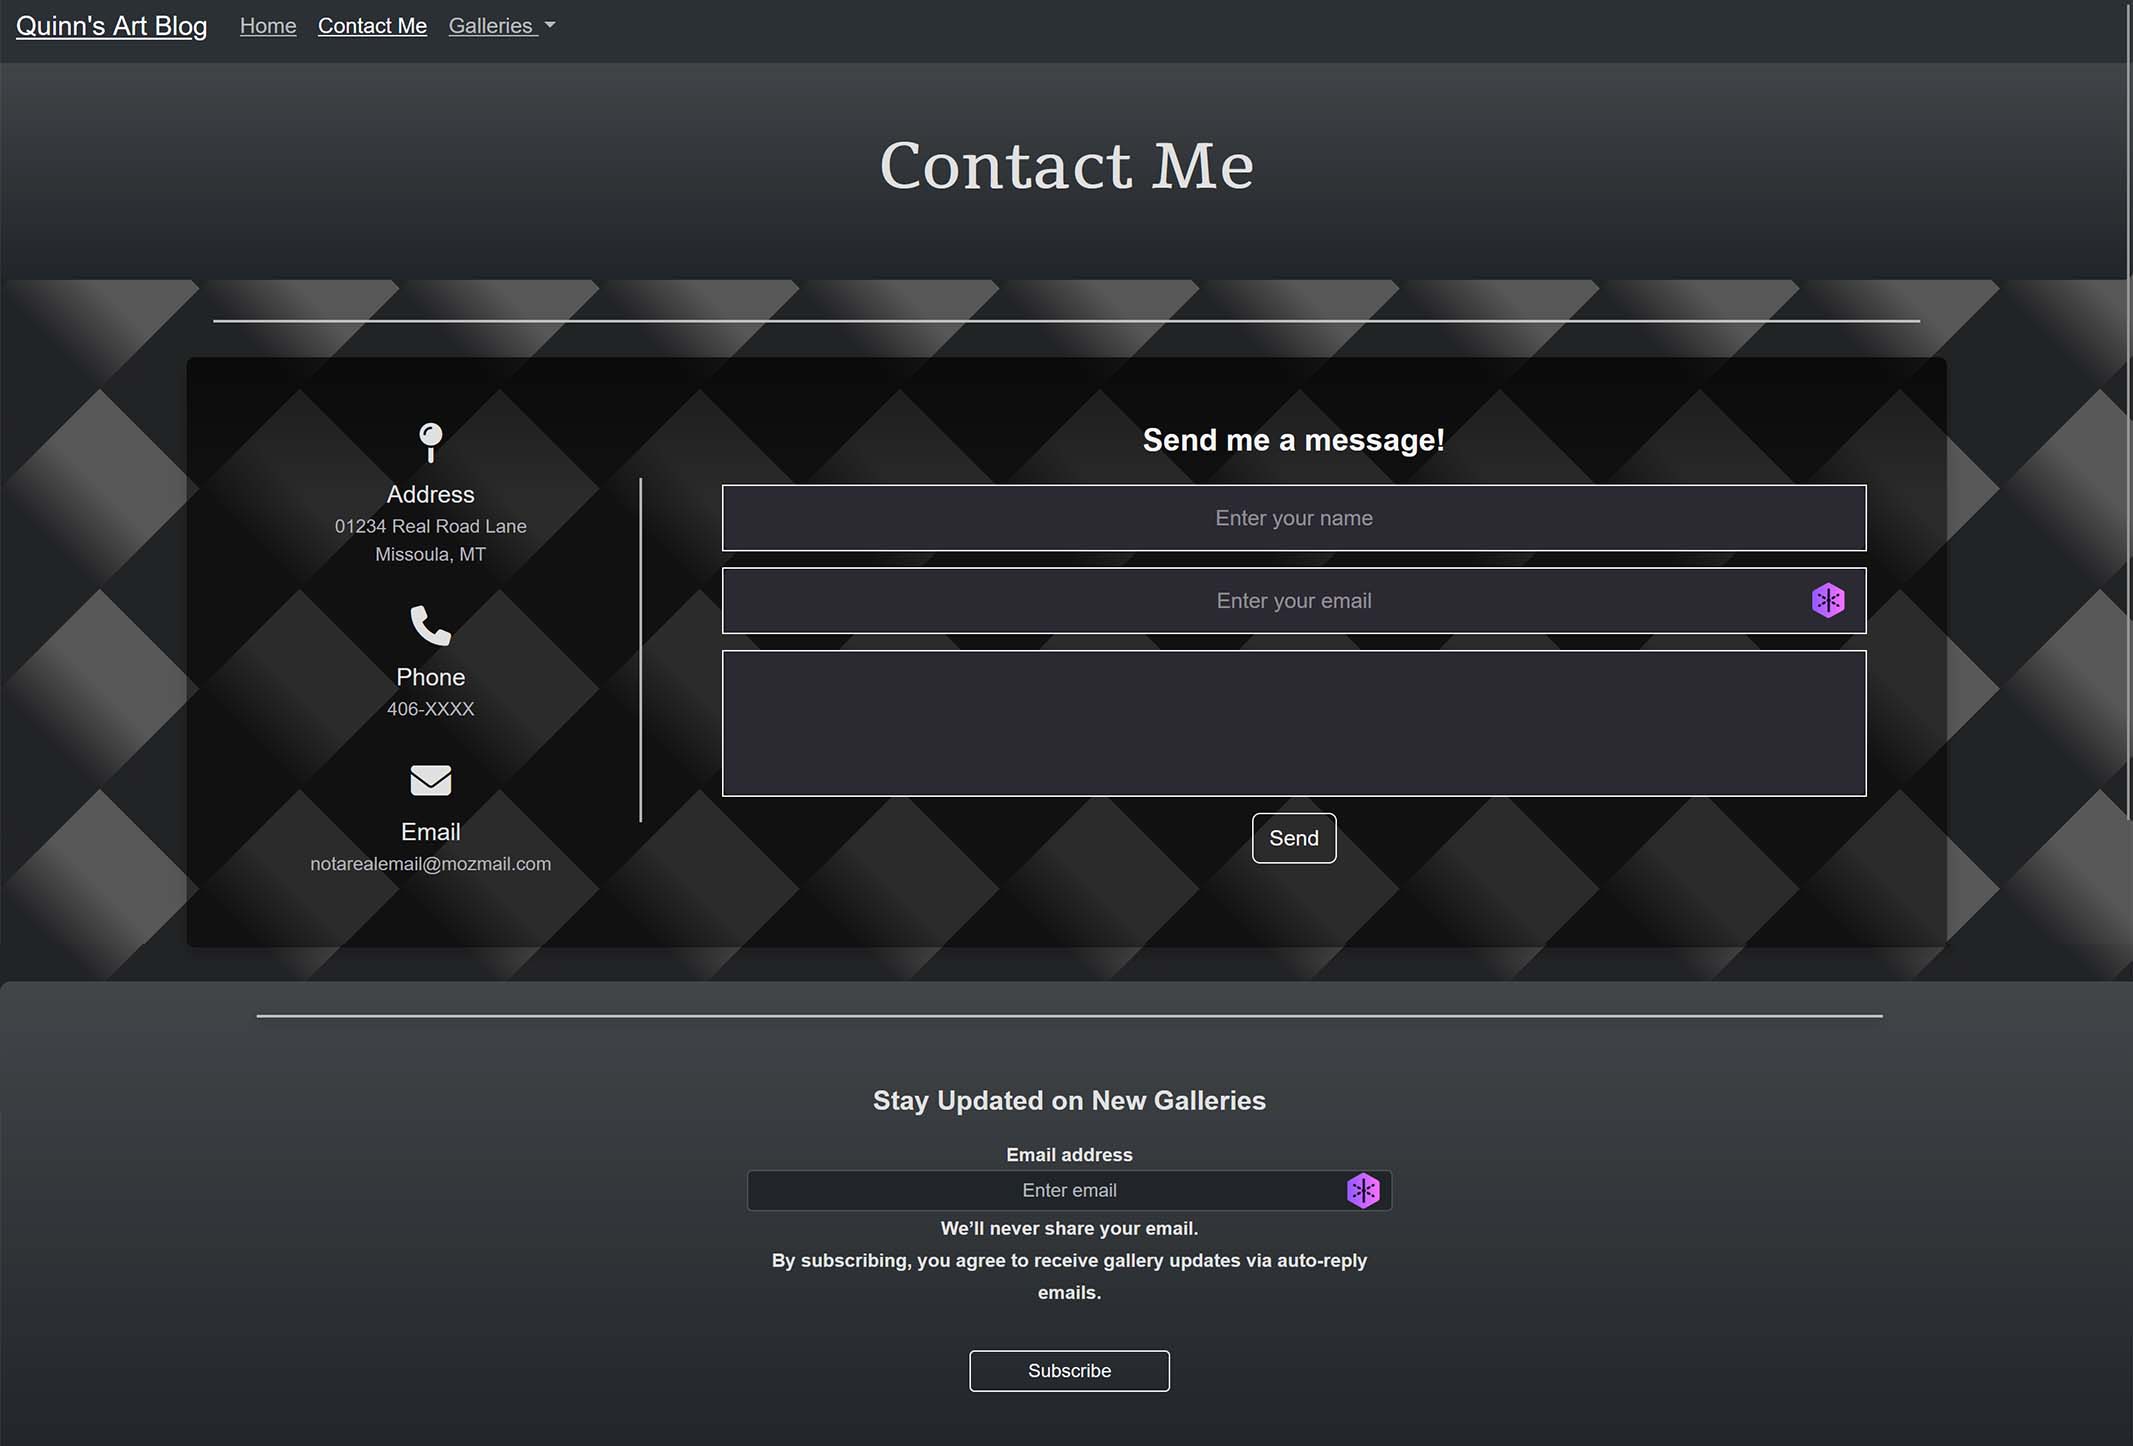 Quinn's Art Blog Home Contact Me Galleries
Contact Me
Address
01234 Real Road Lane
Missoula, MT
Phone
406-XXXX
Email
notarealemail@mozmail.com
Send me a message!
Enter your name
Enter your email
Send
Stay Updated on New Galleries
Email address
Enter email
We’ll never share your email.
By subscribing, you agree to receive gallery updates via auto-reply
emails.
Subscribe